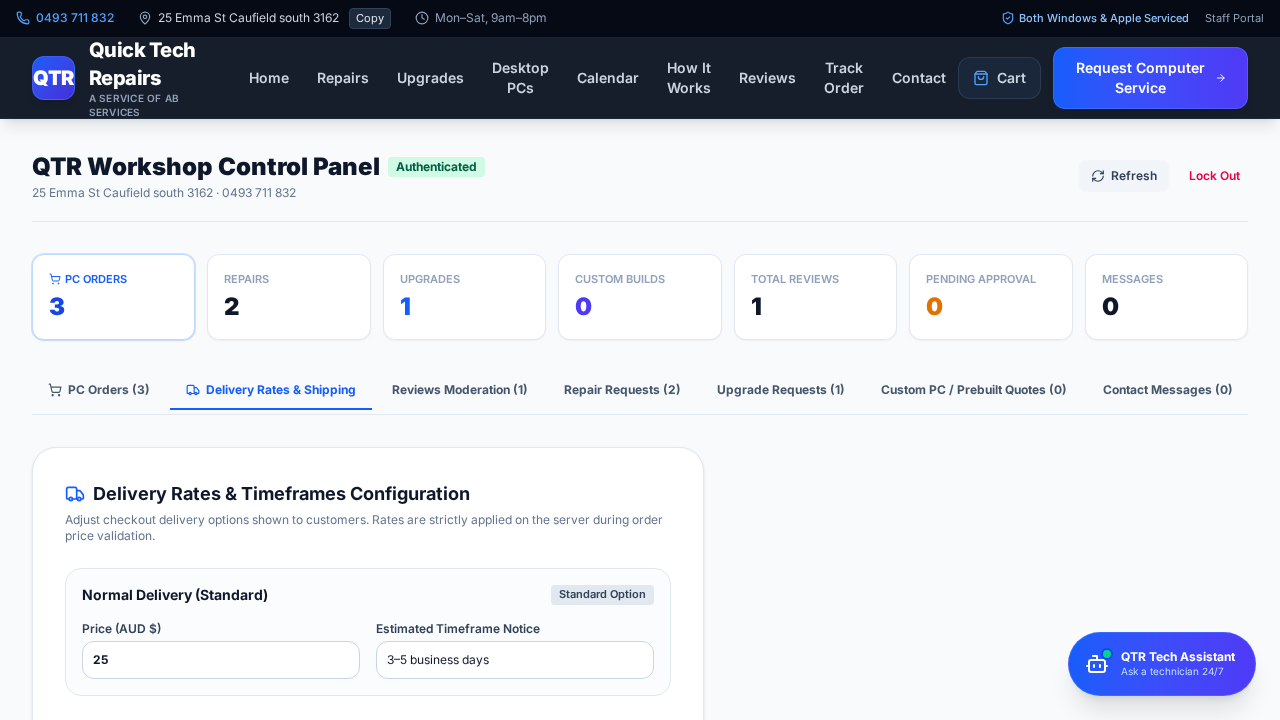 0493 711 832
25 Emma St Caufield south 3162
Copy
Mon–Sat, 9am–8pm
Both Windows & Apple Serviced
Staff Portal
QTR
Quick Tech
Repairs
A SERVICE OF AB
SERVICES
Home
Repairs
Upgrades
Desktop
PCs
Calendar
How It
Works
Reviews
Track
Order
Contact
Cart
Request Computer
Service
QTR Workshop Control Panel
Authenticated
25 Emma St Caufield south 3162 · 0493 711 832
Refresh
Lock Out
PC ORDERS
3
REPAIRS
2
UPGRADES
1
CUSTOM BUILDS
0
TOTAL REVIEWS
1
PENDING APPROVAL
0
MESSAGES
0
PC Orders (3)
Delivery Rates & Shipping
Reviews Moderation (1)
Repair Requests (2)
Upgrade Requests (1)
Custom PC / Prebuilt Quotes (0)
Contact Messages (0)
Delivery Rates & Timeframes Configuration
Adjust checkout delivery options shown to customers. Rates are strictly applied on the server during order
price validation.
Normal Delivery (Standard)
Standard Option
Price (AUD $)
Estimated Timeframe Notice
25
3–5 business days
QTR Tech Assistant
Ask a technician 24/7